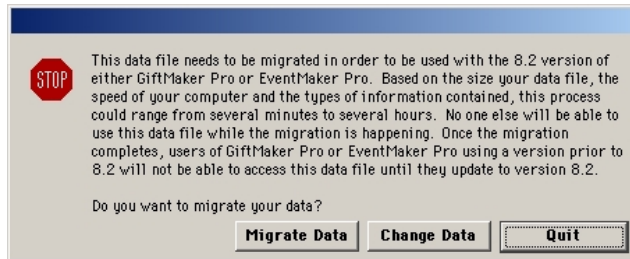 STOP
This data file needs to be migrated in order to be used with the 8.2 version of
either GiftMaker Pro or EventMaker Pro. Based on the size your data file, the
speed of your computer and the types of information contained, this process
could range from several minutes to several hours. No one else will be able to
use this data file while the migration is happening. Once the migration
completes, users of GiftMaker Pro or EventMaker Pro using a version prior to
8.2 will not be able to access this data file until they update to version 8.2.
Do you want to migrate your data?
Migrate Data Change Data Quit